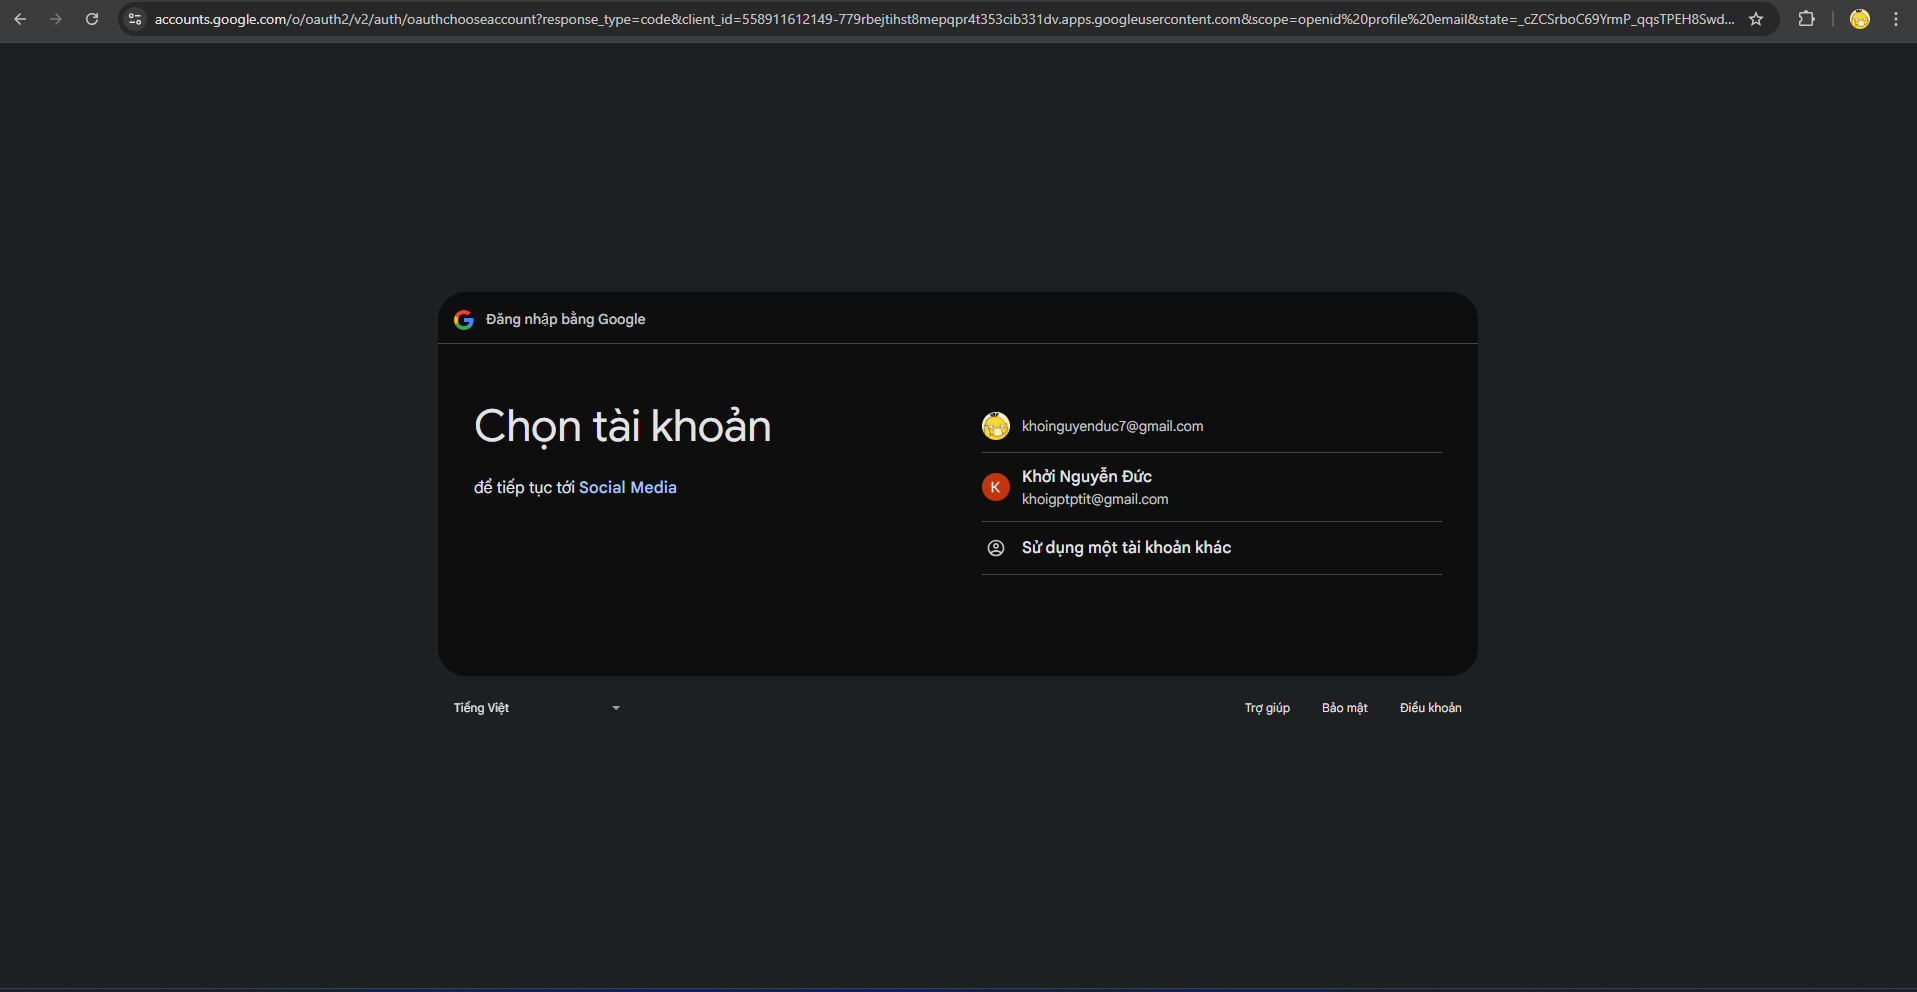 accounts.google.com/o/oauth2/v2/auth/oauthchooseaccount?response_type=code&client_id=558911612149-779rbejtihst8mepqpr4t353cib331dv.apps.googleusercontent.com&scope=openid%20profile%20email&state=_cZCSrboC69YrmP_qqsTPEH8Swd...
Đăng nhập bằng Google
Chọn tài khoản
để tiếp tục tới Social Media
khoinguyenduc7@gmail.com
K
Khởi Nguyễn Đức
khoigptptit@gmail.com
Sử dụng một tài khoản khác
Tiếng Việt
Trợ giúp
Bảo mật
Điều khoản